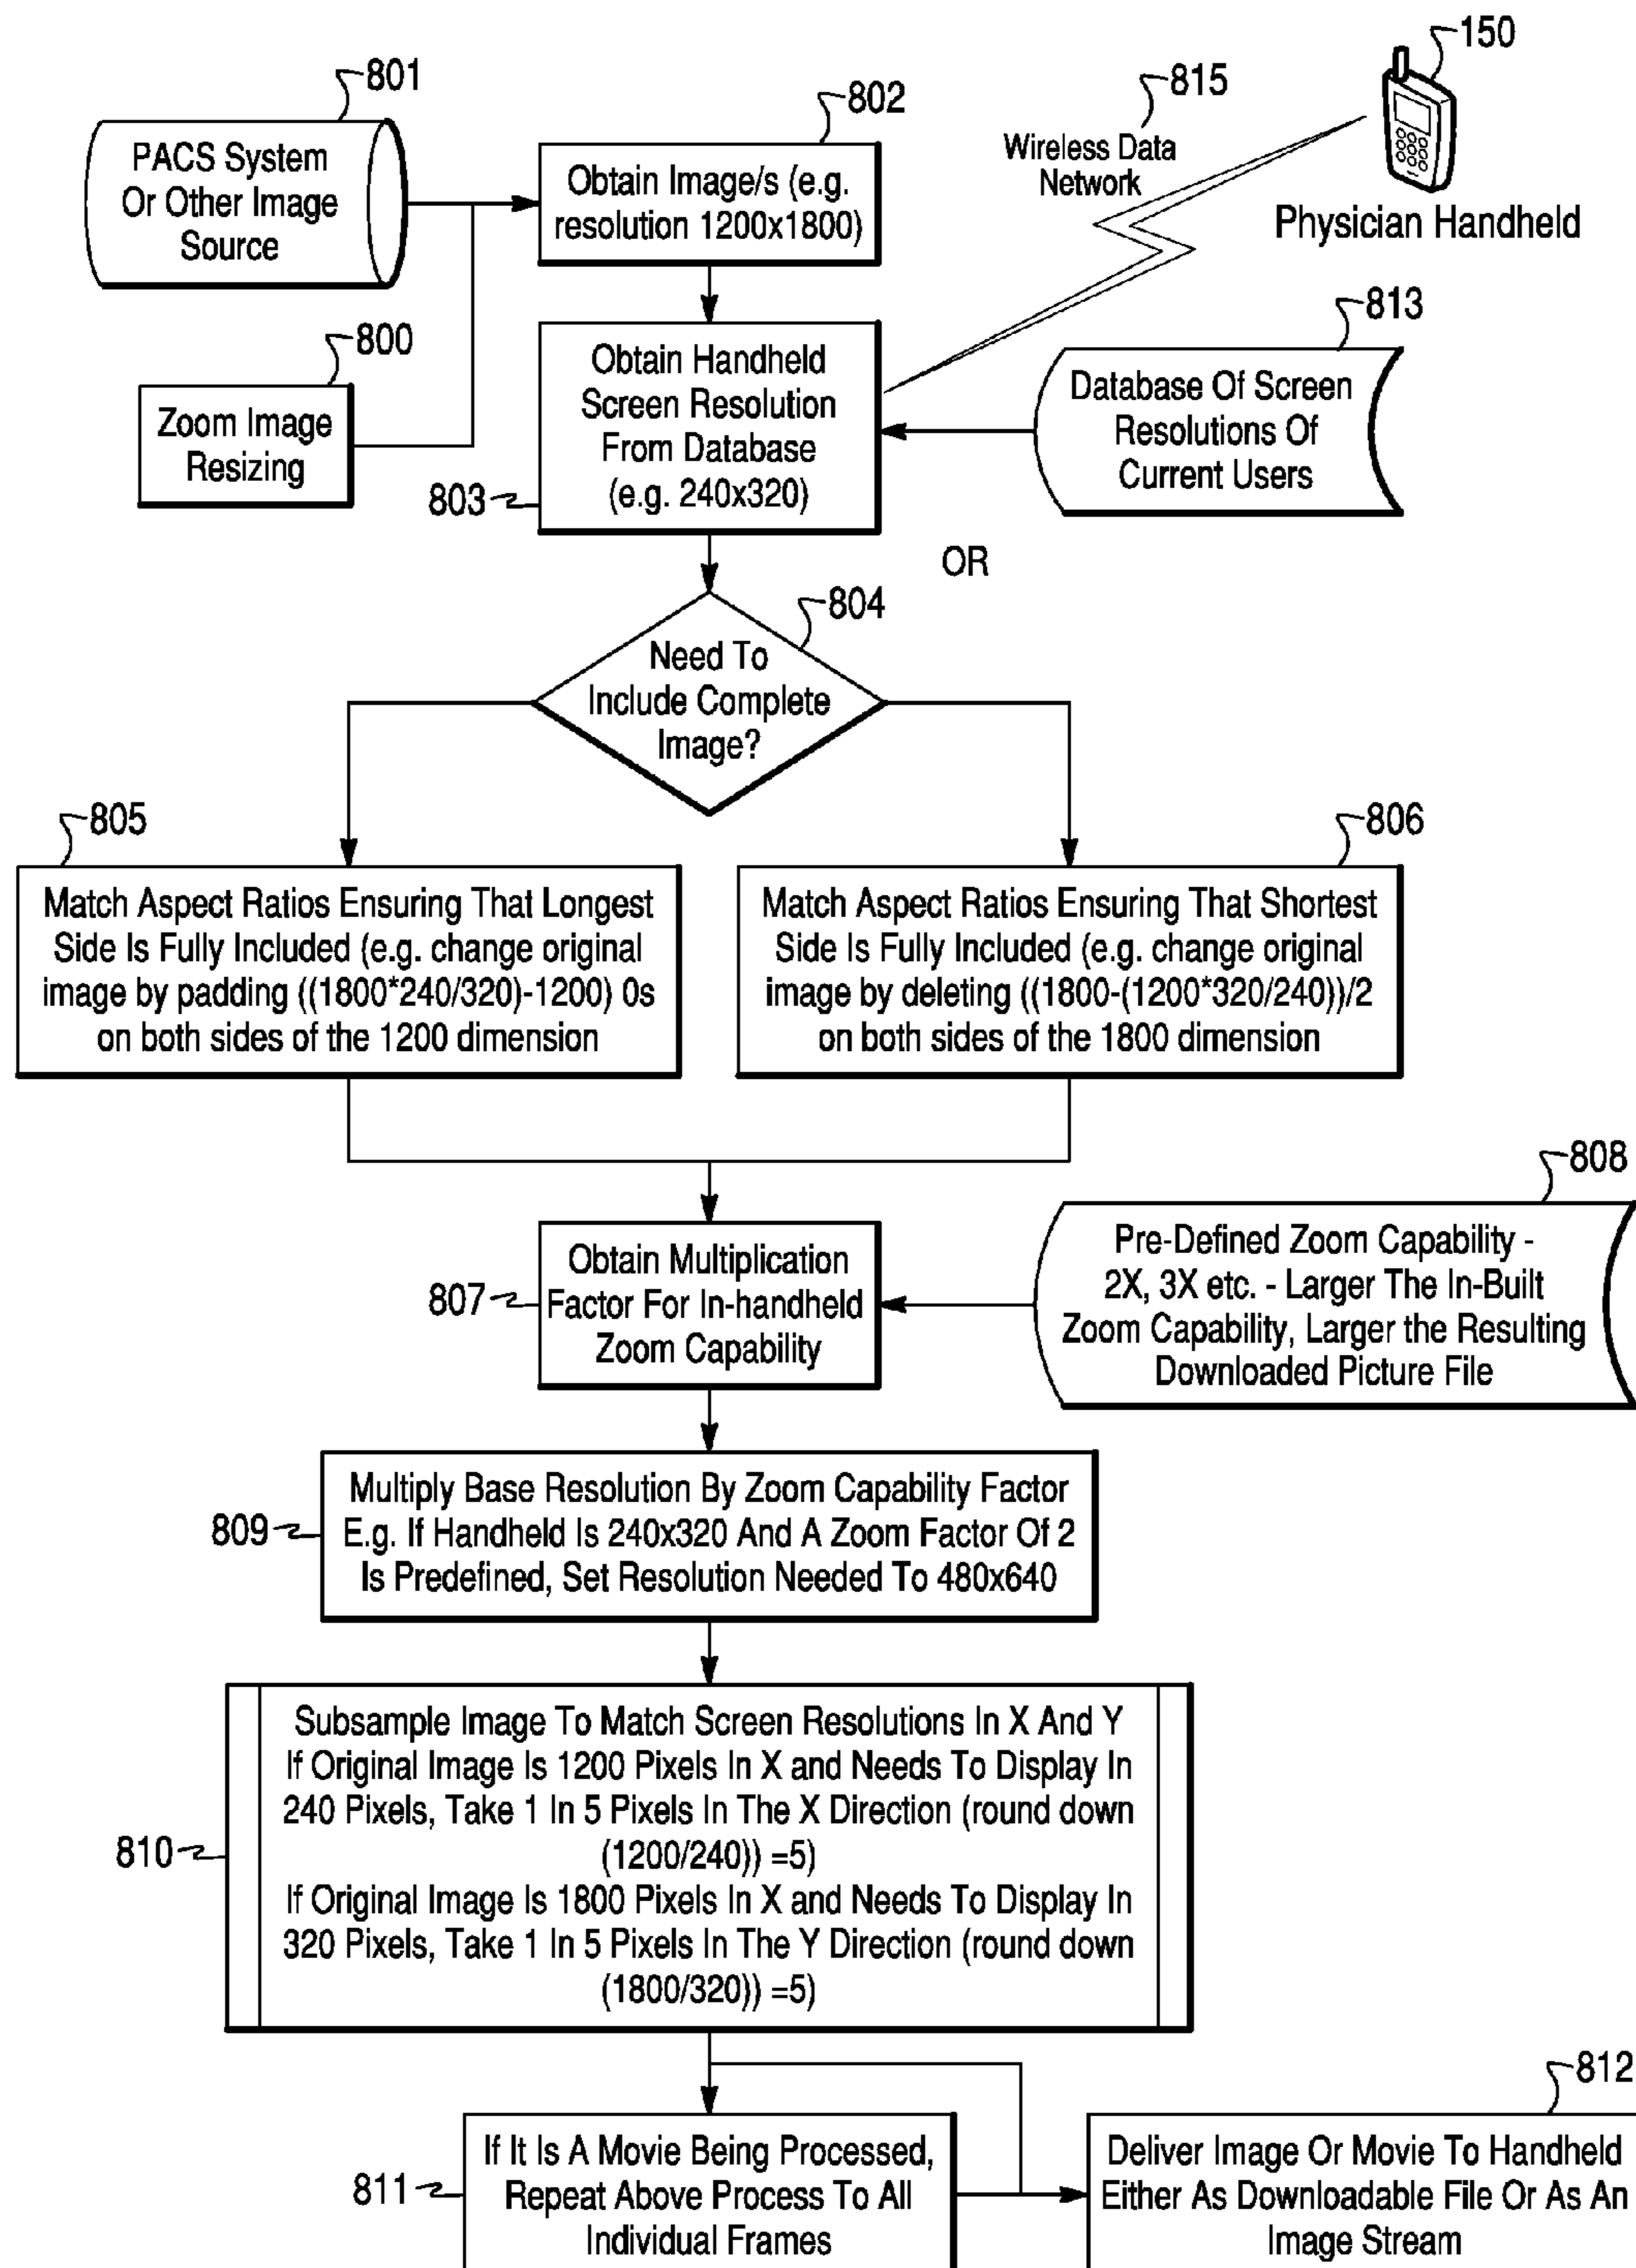 150
801
815
802
Wireless Data
Network
PACS System
Or Other Image
Source
Obtain Image/s (e.g.
resolution 1200x1800)
Physician Handheld
813
800
Obtain Handheld
Screen Resolution
From Database
(e.g. 240x320)
803
Database Of Screen
Resolutions Of
Current Users
Zoom Image
Resizing
OR
804
Need To
Include Complete
Image?
805
806
Match Aspect Ratios Ensuring That Longest
Side Is Fully Included (e.g. change original
image by padding ((1800*240/320)-1200) 0s
on both sides of the 1200 dimension
Match Aspect Ratios Ensuring That Shortest
Side Is Fully Included (e.g. change original
image by deleting ((1800-(1200*320/240))/2
on both sides of the 1800 dimension
808
807
Obtain Multiplication
Factor For In-handheld
Zoom Capability
Pre-Defined Zoom Capability -
2X, 3X etc. - Larger The In-Built
Zoom Capability, Larger the Resulting
Downloaded Picture File
809
Multiply Base Resolution By Zoom Capability Factor
E.g. If Handheld Is 240x320 And A Zoom Factor Of 2
Is Predefined, Set Resolution Needed To 480x640
810
Subsample Image To Match Screen Resolutions In X And Y
If Original Image Is 1200 Pixels In X and Needs To Display In
240 Pixels, Take 1 In 5 Pixels In The X Direction (round down
(1200/240)) =5)
If Original Image Is 1800 Pixels In X and Needs To Display In
320 Pixels, Take 1 In 5 Pixels In The Y Direction (round down
(1800/320)) =5)
812
811
If It Is A Movie Being Processed,
Repeat Above Process To All
Individual Frames
Deliver Image Or Movie To Handheld
Either As Downloadable File Or As An
Image Stream